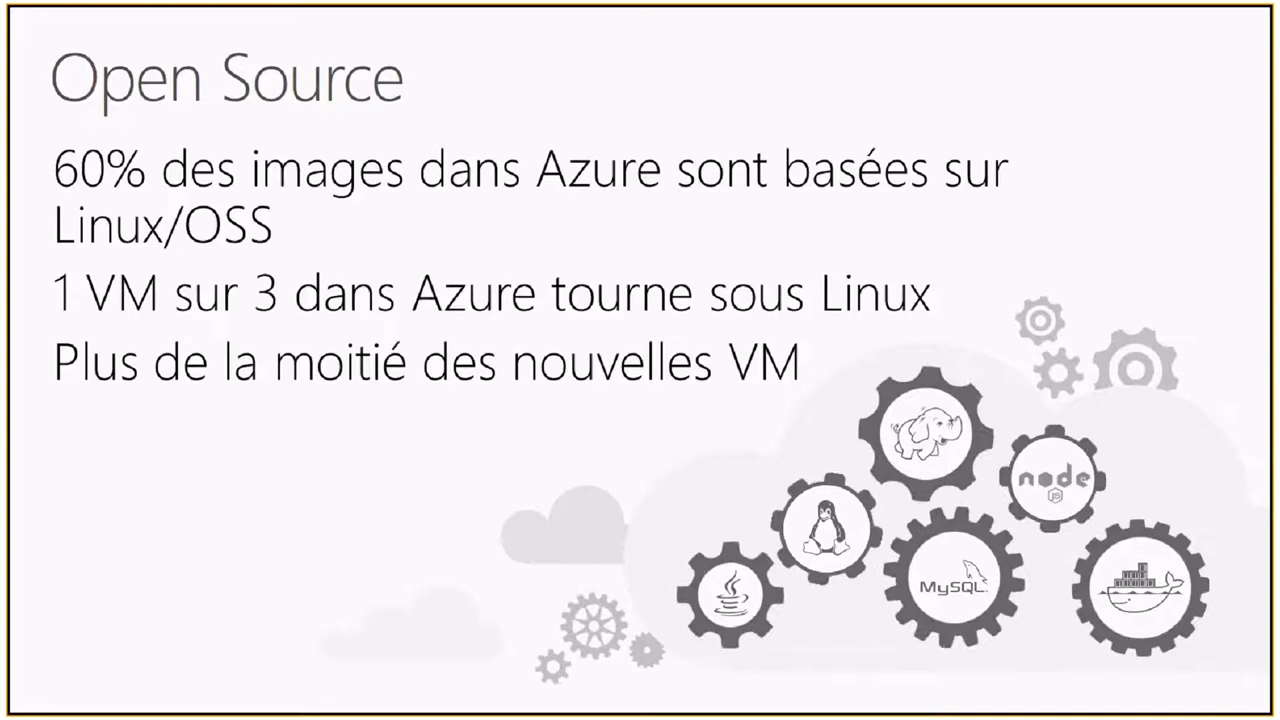 Open Source
60% des images dans Azure sont basées sur
Linux/OSS
1 VM sur 3 dans Azure tourne sous Linux
Plus de la moitié des nouvelles VM
node
JS
MySQL